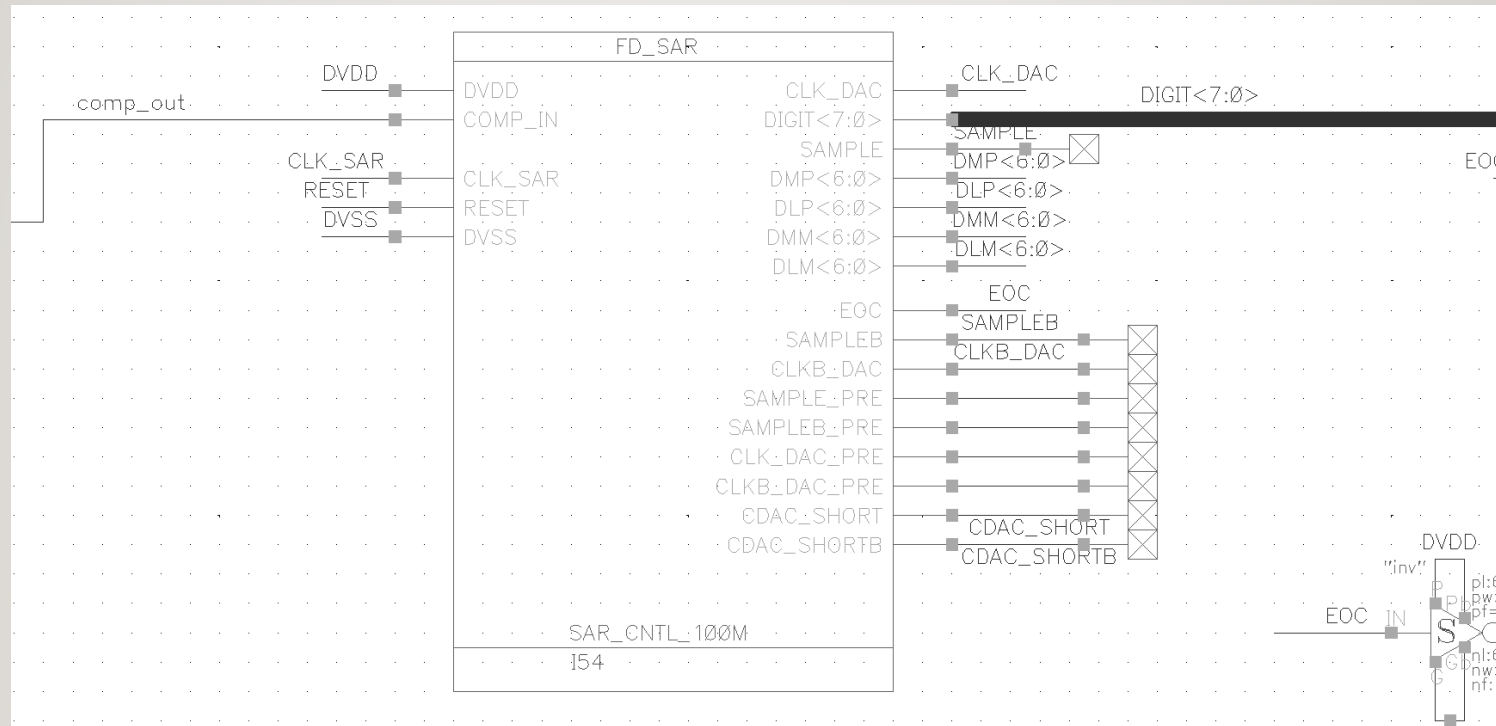 FD_SAR
DVDD
comp_out
CLK_SAR
RESET
DVSS
DVDD
COMP_IN
CLK_SAR
RESET
DVSS
CLK_DAC
DIGIT<7:0>
SAMPLE
DMP<6:0>
DLP<6:0>
DMM<6:0>
DLM<6:0>
EOC
SAMPLEB
CLKB_DAC
SAMPLE_PRE
SAMPLEB_PRE
CLK_DAC_PRE
CLKB_DAC_PRE
CDAC_SHORT
CDAC_SHORTB
SAR_CNTL_100M
I54
CLK_DAC
DIGIT<7:0>
SAMPLE
DMP<6:0>
DLP<6:0>
DMM<6:0>
DLM<6:0>
EOC
SAMPLEB
CLKB_DAC
CDAC_SHORT
CDAC_SHORTB
DVDD
"inv"
P
EOC
IN
S
G